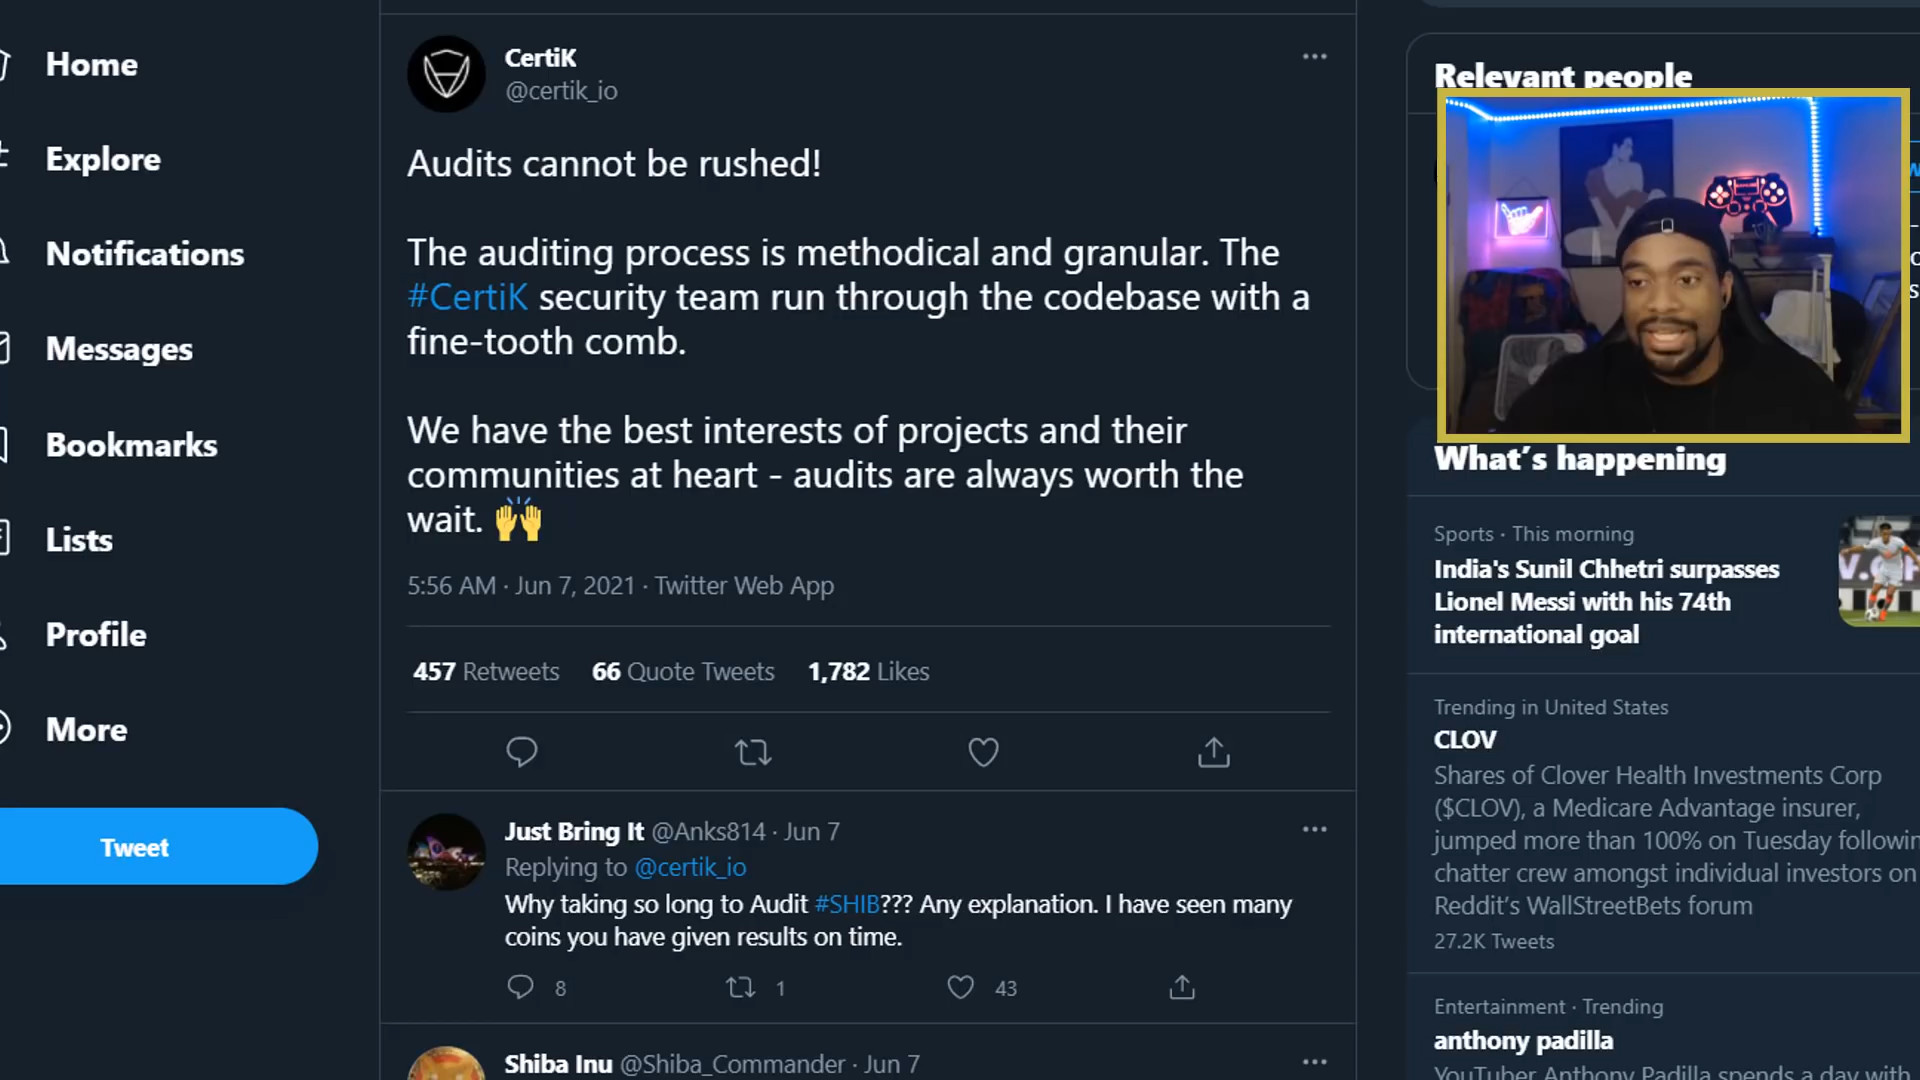 Home
Explore
Notifications
Messages
Bookmarks
Lists
Profile
More
Tweet
CertiK
@certik_io
Audits cannot be rushed!
The auditing process is methodical and granular. The
#CertiK security team run through the codebase with a
fine-tooth comb.
We have the best interests of projects and their
communities at heart - audits are always worth the
wait. 🙌
5:56 AM · Jun 7, 2021 · Twitter Web App
457 Retweets 66 Quote Tweets 1,782 Likes
Just Bring It @Anks814 · Jun 7
Replying to @certik_io
Why taking so long to Audit #SHIB??? Any explanation. I have seen many
coins you have given results on time.
8 1 43
Shiba Inu @Shiba_Commander · Jun 7
Relevant people
What's happening
Sports · This morning
India's Sunil Chhetri surpasses
Lionel Messi with his 74th
international goal
Trending in United States
CLOV
Shares of Clover Health Investments Corp
($CLOV), a Medicare Advantage insurer,
jumped more than 100% on Tuesday followin
chatter crew amongst individual investors on
Reddit's WallStreetBets forum
27.2K Tweets
Entertainment · Trending
anthony padilla
YouTuber Anthony Padilla spends a day with